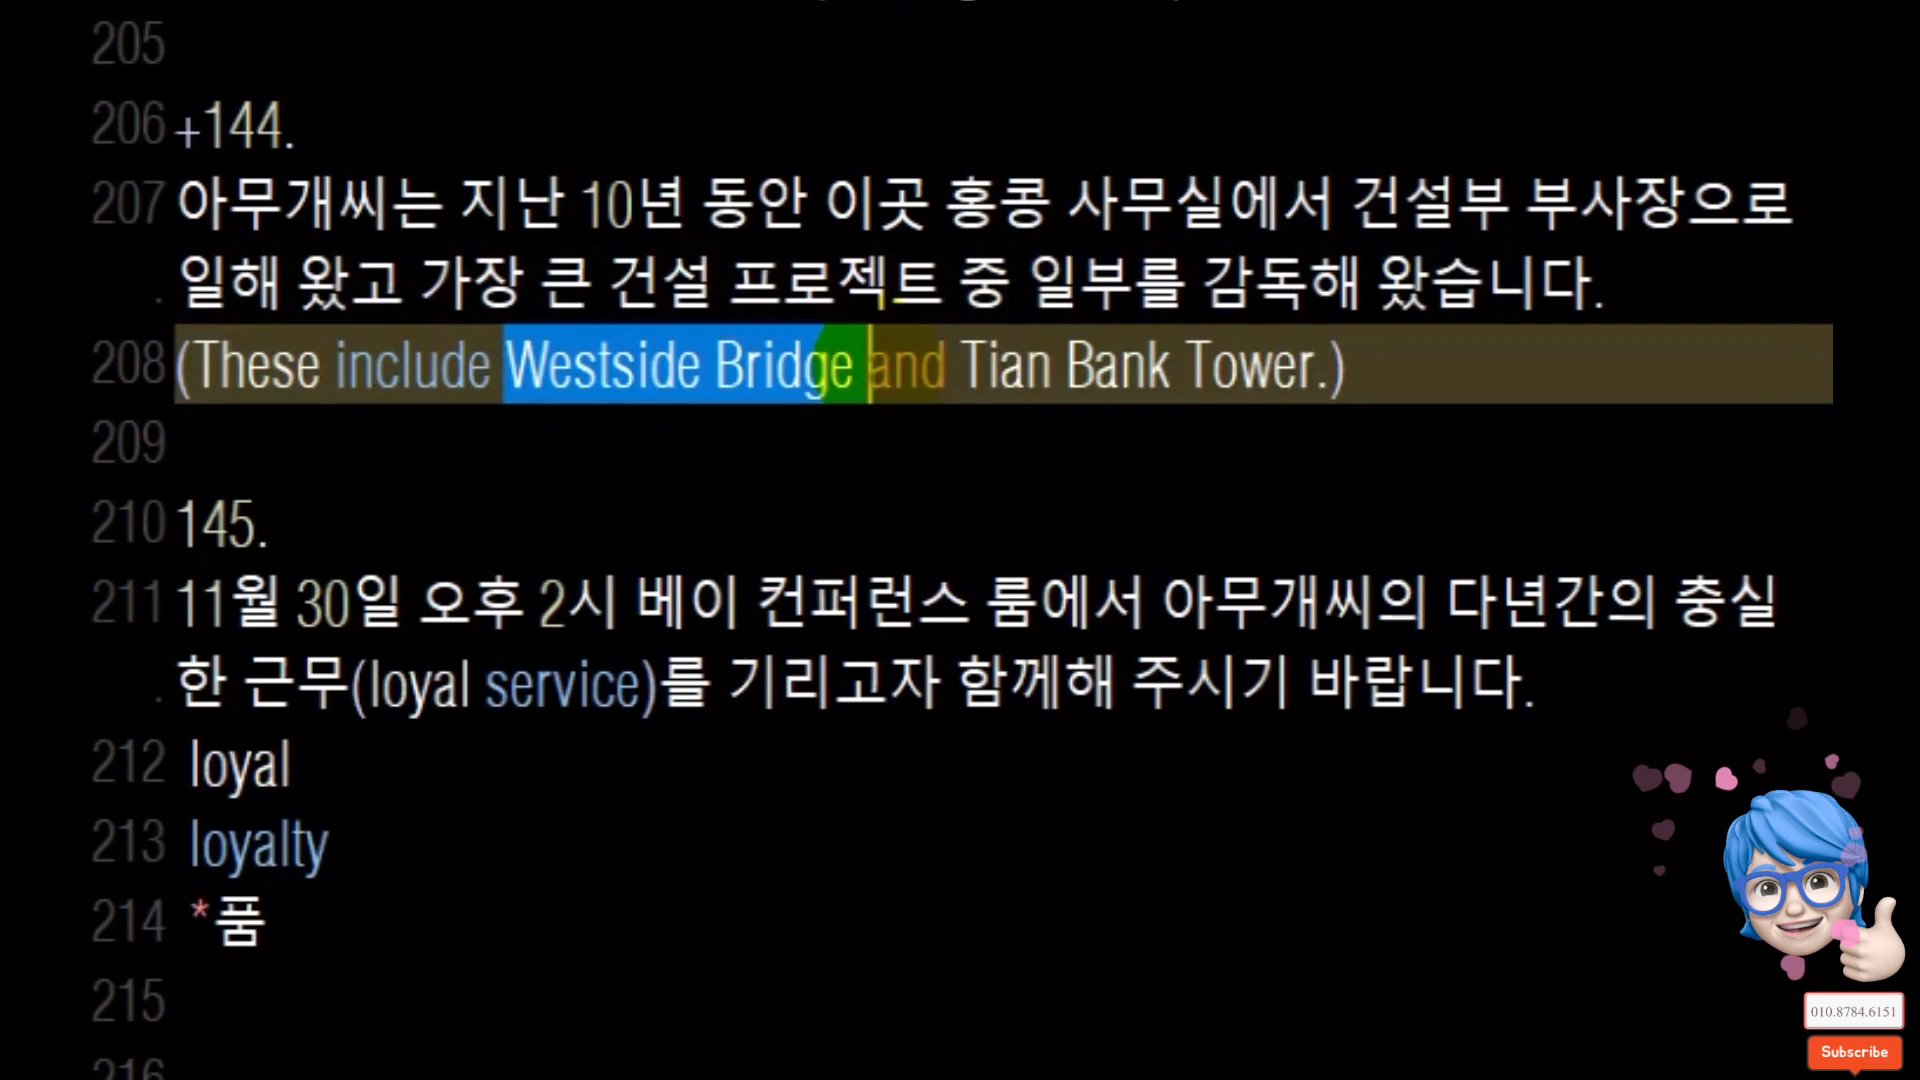 205
206 +144.
207 아무개씨는 지난 10년 동안 이곳 홍콩 사무실에서 건설부 부사장으로
. 일해 왔고 가장 큰 건설 프로젝트 중 일부를 감독해 왔습니다.
208 (These include Westside Bridge and Tian Bank Tower.)
209
210 145.
211 11월 30일 오후 2시 베이 컨퍼런스 룸에서 아무개씨의 다년간의 충실
. 한 근무(loyal service)를 기리고자 함께해 주시기 바랍니다.
212 loyal
213 loyalty
214 *품
215
216
010.8784.6151
Subscribe